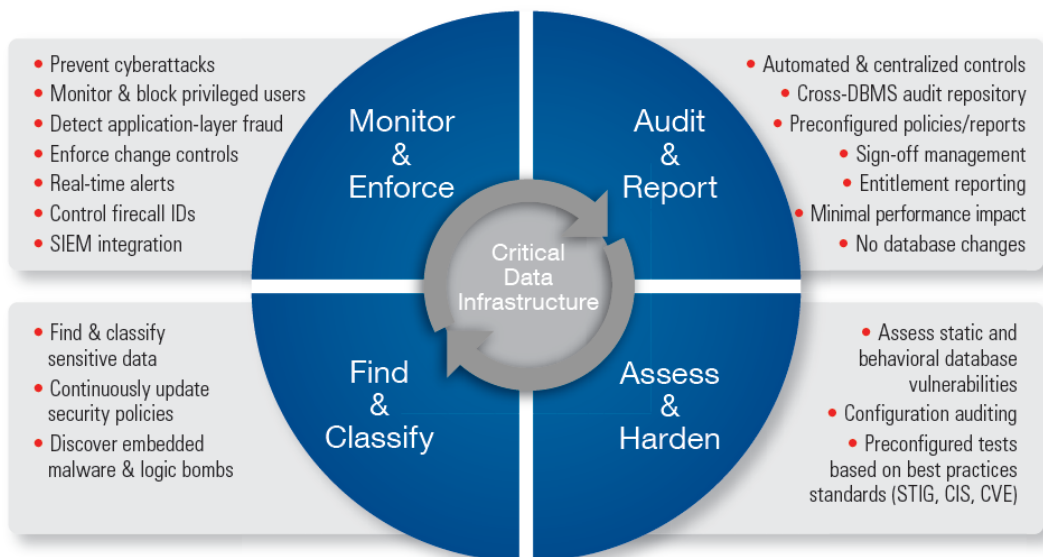 • Prevent cyberattacks
• Monitor & block privileged users
• Detect application-layer fraud
• Enforce change controls
• Real-time alerts
• Control firecall IDs
• SIEM integration
Monitor
&
Enforce
Audit
&
Report
• Automated & centralized controls
• Cross-DBMS audit repository
• Preconfigured policies/reports
• Sign-off management
• Entitlement reporting
• Minimal performance impact
• No database changes
Critical
Data
Infrastructure
• Find & classify
sensitive data
• Continuously update
security policies
• Discover embedded
malware & logic bombs
Find
&
Classify
Assess
&
Harden
• Assess static and
behavioral database
vulnerabilities
• Configuration auditing
• Preconfigured tests
based on best practices
standards (STIG, CIS, CVE)